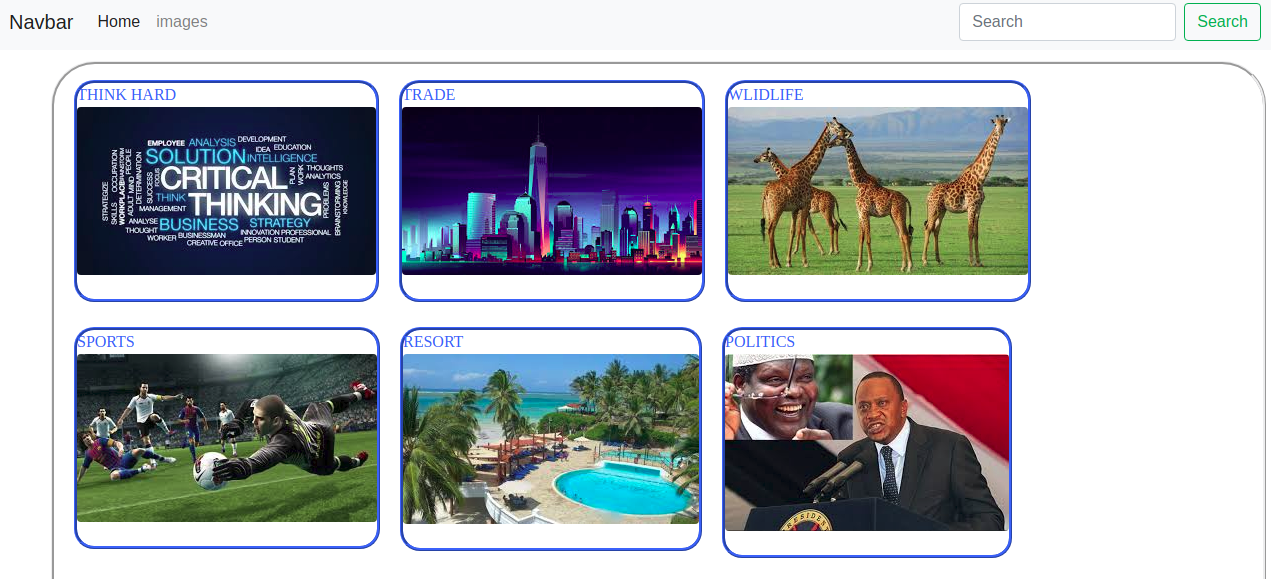 Navbar Home images Search Search
THINK HARD TRADE WLIDLIFE
EMPLOYEE ANALYSIS DEVELOPMENT
IDEA EDUCATION
SOLUTION INTELLIGENCE
CRITICAL
THINKING
THINK
MANAGEMENT
PLAN
WORK
THOUGHTS
ANALYTICS
STRATEGIZE
SKILLS
OCCUPATION
WORKPLACE
BRAINSTORM
ADULT MIND PEOPLE
DETERMINATION
SUCCESS
FOCUS
PROBLEMS
BRAINSTORMING
KNOWLEDGE
ANALYSE BUSINESS STRATEGY
THOUGHT INNOVATION PROFESSIONAL
WORKER BUSINESSMAN PERSON STUDENT
CREATIVE OFFICE
SPORTS RESORT POLITICS